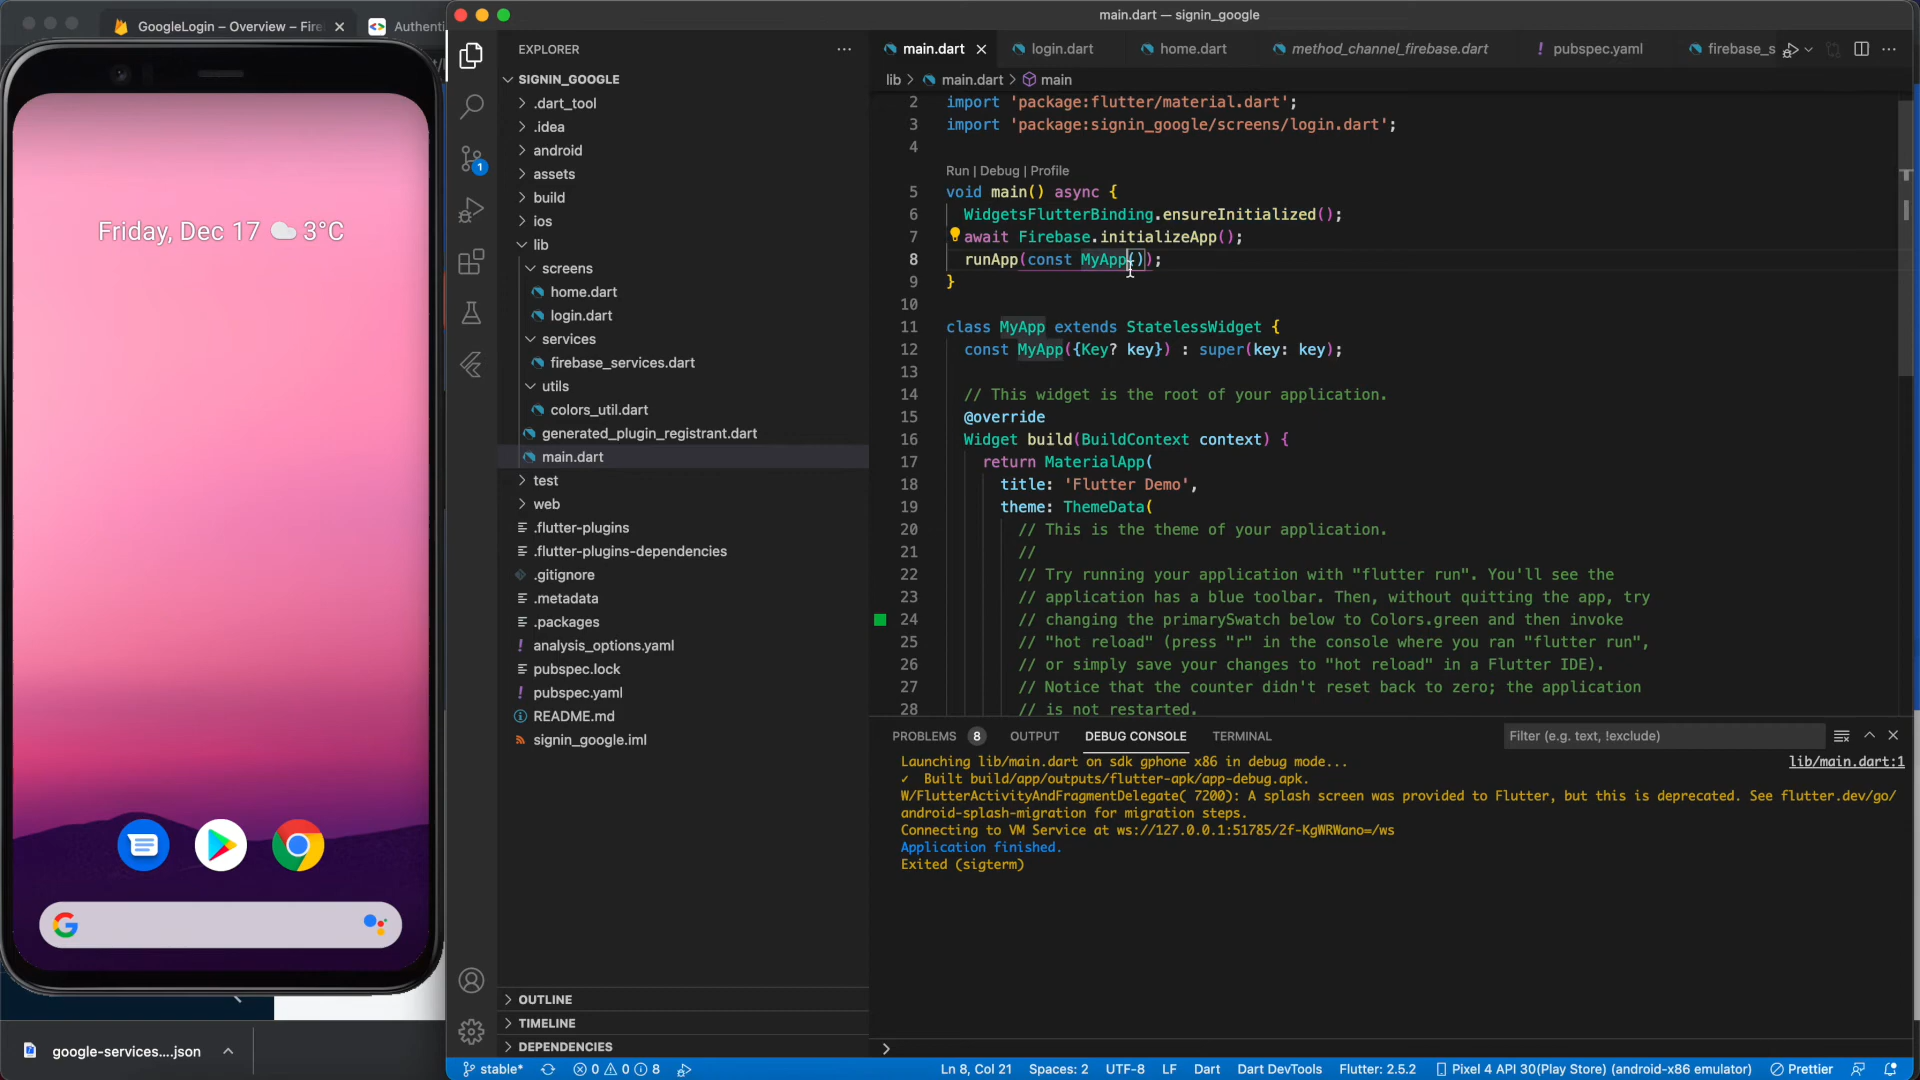 GoogleLogin – Overview – Fire
Authenti
main.dart — signin_google
Friday, Dec 17 3°C
google-services....json
EXPLORER
SIGNIN_GOOGLE
.dart_tool
.idea
android
assets
build
ios
lib
screens
home.dart
login.dart
services
firebase_services.dart
utils
colors_util.dart
generated_plugin_registrant.dart
main.dart
test
web
.flutter-plugins
.flutter-plugins-dependencies
.gitignore
.metadata
.packages
analysis_options.yaml
pubspec.lock
pubspec.yaml
README.md
signin_google.iml
OUTLINE
TIMELINE
DEPENDENCIES
1
main.dart
login.dart
home.dart
method_channel_firebase.dart
pubspec.yaml
firebase_s
lib > main.dart > main
2 import 'package:flutter/material.dart';
3 import 'package:signin_google/screens/login.dart';
4
Run | Debug | Profile
5 void main() async {
6 WidgetsFlutterBinding.ensureInitialized();
7 await Firebase.initializeApp();
8 runApp(const MyApp());
9 }
10
11 class MyApp extends StatelessWidget {
12 const MyApp({Key? key}) : super(key: key);
13
14 // This widget is the root of your application.
15 @override
16 Widget build(BuildContext context) {
17 return MaterialApp(
18 title: 'Flutter Demo',
19 theme: ThemeData(
20 // This is the theme of your application.
21 //
22 // Try running your application with "flutter run". You'll see the
23 // application has a blue toolbar. Then, without quitting the app, try
24 // changing the primarySwatch below to Colors.green and then invoke
25 // "hot reload" (press "r" in the console where you ran "flutter run",
26 // or simply save your changes to "hot reload" in a Flutter IDE).
27 // Notice that the counter didn't reset back to zero; the application
28 // is not restarted.
PROBLEMS 8 OUTPUT DEBUG CONSOLE TERMINAL
Filter (e.g. text, !exclude)
Launching lib/main.dart on sdk gphone x86 in debug mode...
lib/main.dart:1
✓ Built build/app/outputs/flutter-apk/app-debug.apk.
W/FlutterActivityAndFragmentDelegate( 7200): A splash screen was provided to Flutter, but this is deprecated. See flutter.dev/go/
android-splash-migration for migration steps.
Connecting to VM Service at ws://127.0.0.1:51785/2f-KgWRWano=/ws
Application finished.
Exited (sigterm)
stable* 0 0 8
Ln 8, Col 21 Spaces: 2 UTF-8 LF Dart Dart DevTools Flutter: 2.5.2 Pixel 4 API 30(Play Store) (android-x86 emulator) Prettier